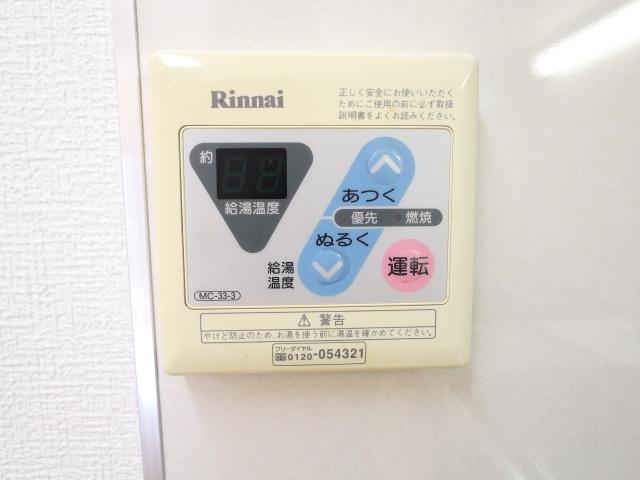 Rinnai
正しく安全にお使いいただく
ためにご使用の前に必ず取扱
説明書をよくお読みください。
約
給湯温度
あつく
優先 燃焼
ぬるく
給湯
温度
運転
MC-33-3
警告
やけど防止のため、お湯を使う前に湯温を確かめてください。
フリーダイヤル
0120-054321